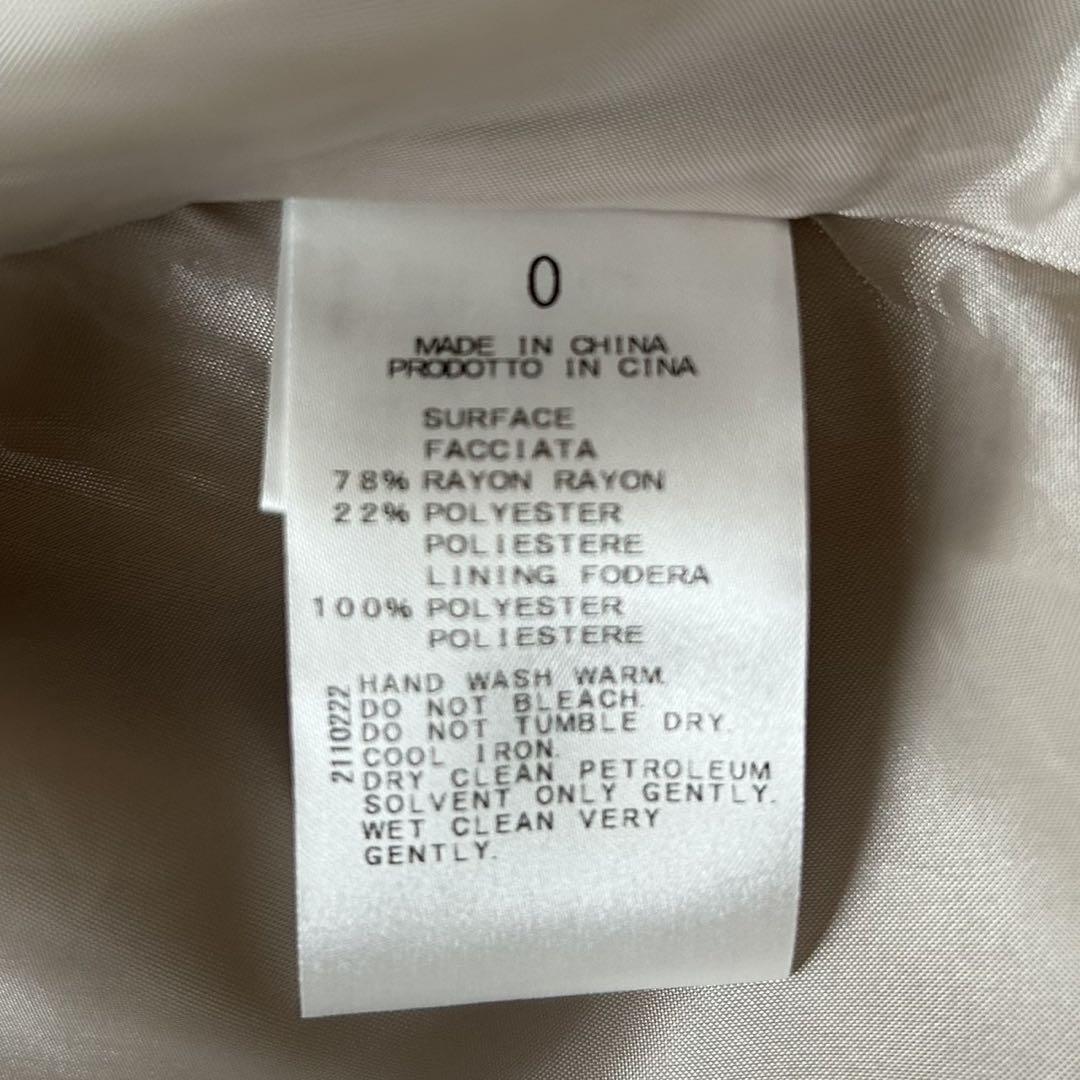 0
MADE IN CHINA
PRODOTTO IN CINA
SURFACE
FACCIATA
78% RAYON RAYON
22% POLYESTER
POLIESTERE
LINING FODERA
100% POLYESTER
POLIESTERE
HAND WASH WARM.
DO NOT BLEACH.
DO NOT TUMBLE DRY.
COOL IRON.
DRY CLEAN PETROLEUM
SOLVENT ONLY GENTLY.
WET CLEAN VERY
GENTLY.
2110222